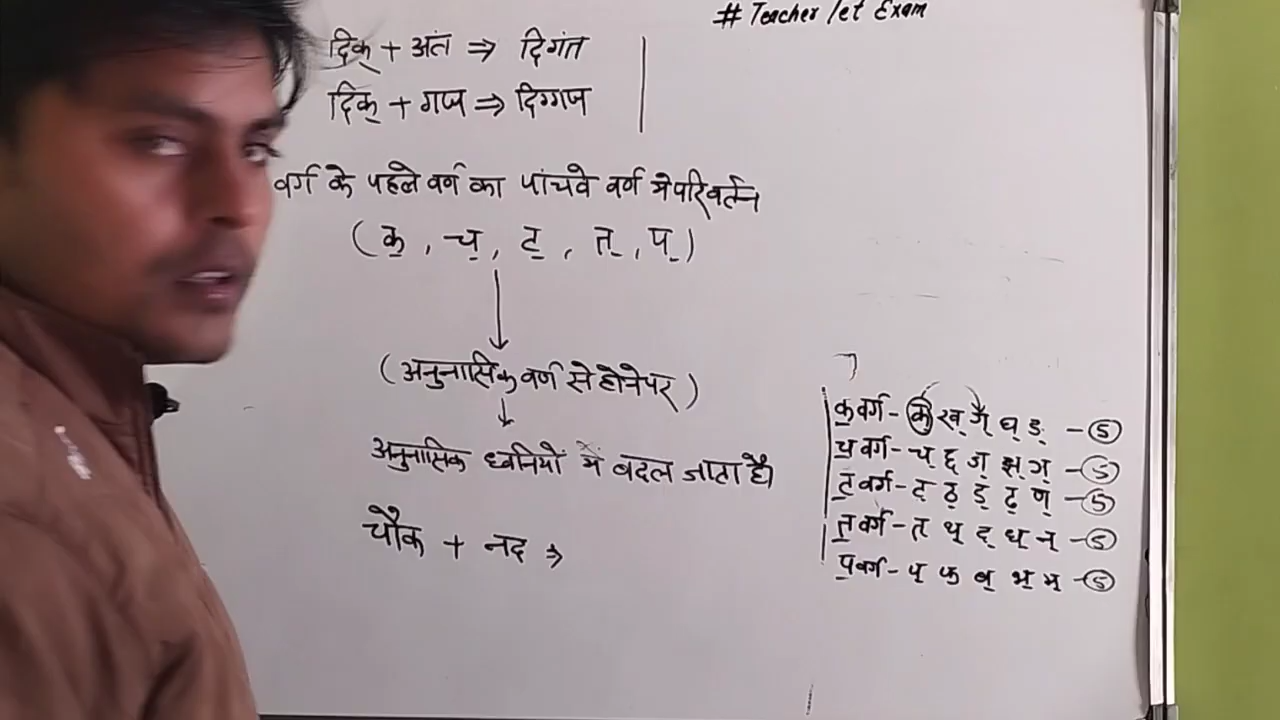 # Teacher let Exam
दिक् + अंत ⇒ दिगंत
दिक् + गज ⇒ दिग्गज
वर्ग के पहले वर्ण का पांचवे वर्ण मे परिवर्तन
(क्, च्, ट्, त्, प्)
(अनुनासिक वर्ण से होने पर)
अनुनासिक ध्वनियों में बदल जाता है।
चौक + नद ⇒
क वर्ग - क ख् ग् घ् ङ् - 5
च वर्ग - च् छ् ज् झ् - 5
ट वर्ग - ट् ठ् ड् ढ् ण् - 5
त वर्ग - त् थ् द् ध् न् - 5
प वर्ग - प् फ् ब् भ् म् - 5